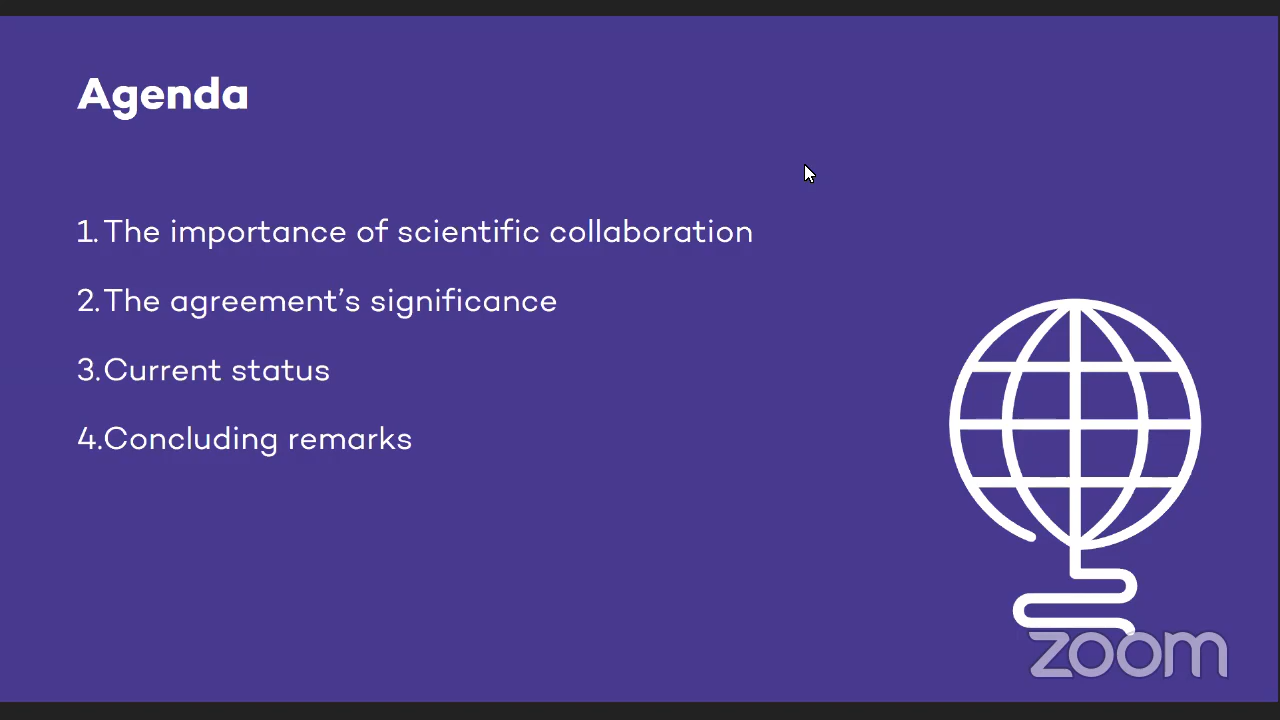 Agenda
1. The importance of scientific collaboration
2. The agreement’s significance
3. Current status
4. Concluding remarks
zoom